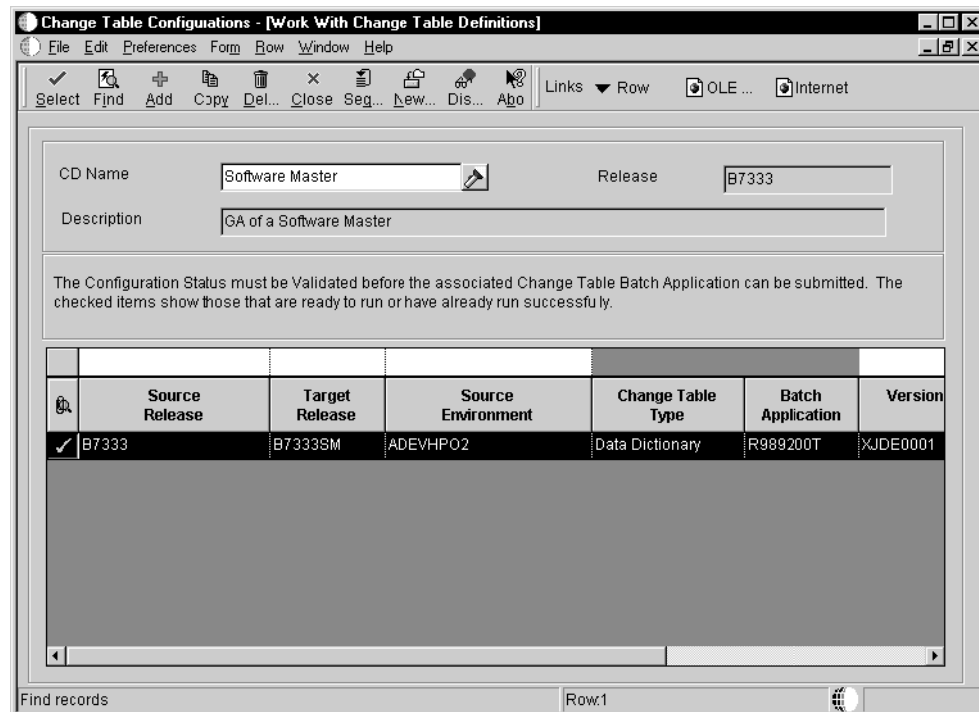 Change Table Configuations - [Work With Change Table Definitions]
File Edit Preferences Form Row Window Help
Select Find Add Copy Del... Close Seq... New... Dis... Abo Links Row OLE ... Internet
CD Name Software Master Release B7333
Description GA of a Software Master
The Configuration Status must be Validated before the associated Change Table Batch Application can be submitted. The
checked items show those that are ready to run or have already run successfuly.
Source Release Target Release Source Environment Change Table Type Batch Application Version
B7333 B7333SM ADEVHPO2 Data Dictionary R989200T XJDE0001
Find records Row:1